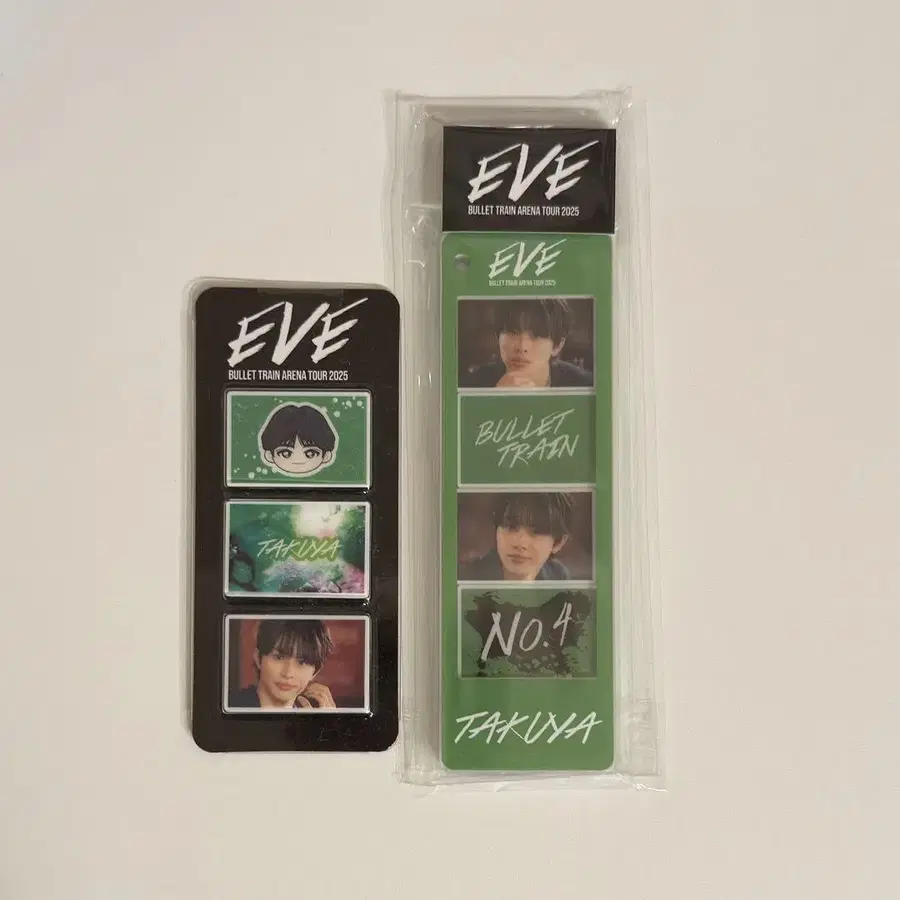 EVE
BULLET TRAIN ARENA TOUR 2025
TAKUYA
EVE
BULLET TRAIN ARENA TOUR 2025
EVE
BULLET TRAIN ARENA TOUR 2025
BULLET
TRAIN
No.4
TAKUYA